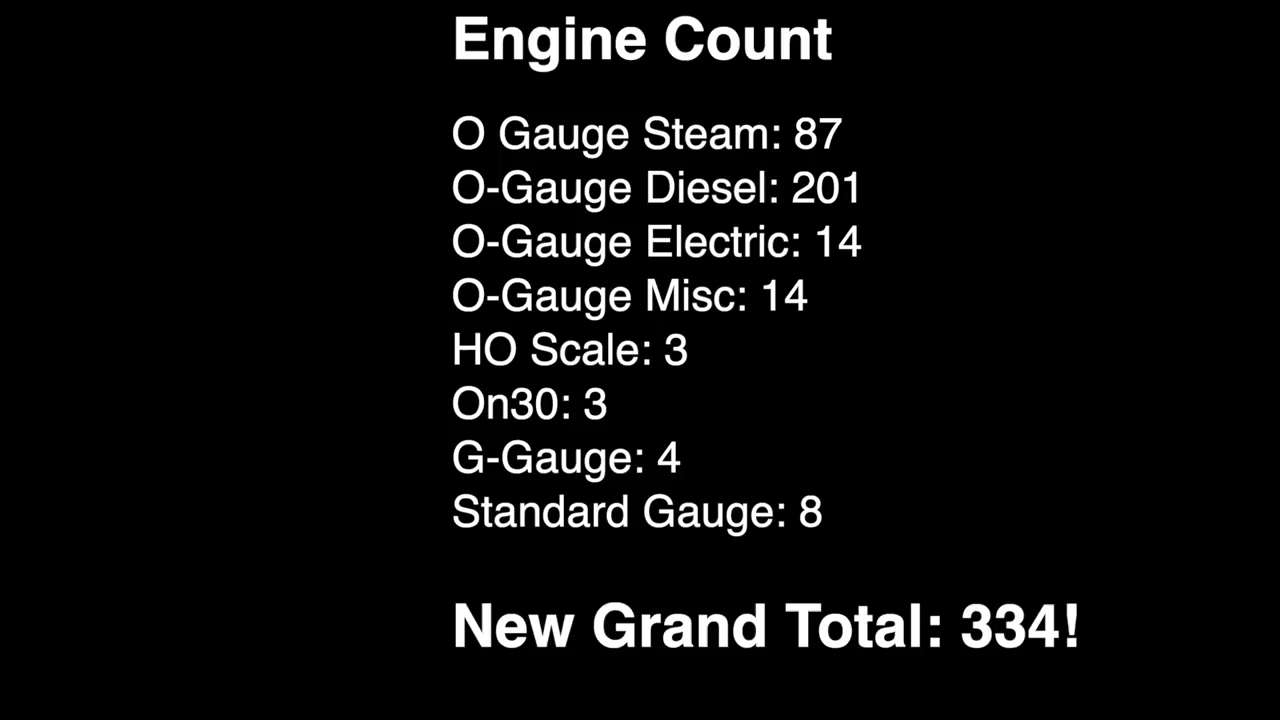 Engine Count
O Gauge Steam: 87
O-Gauge Diesel: 201
O-Gauge Electric: 14
O-Gauge Misc: 14
HO Scale: 3
On30: 3
G-Gauge: 4
Standard Gauge: 8
New Grand Total: 334!